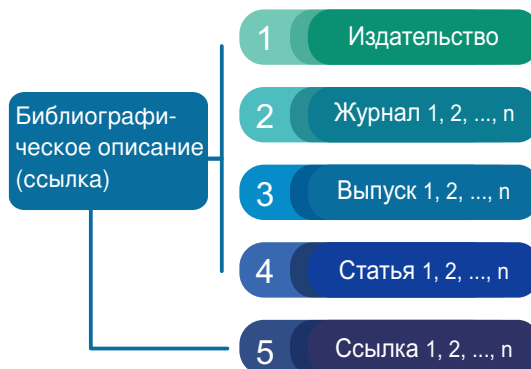 Библиографи-
ческое описание
(ссылка)
1 Издательство
2 Журнал 1, 2, ..., n
3 Выпуск 1, 2, ..., n
4 Статья 1, 2, ..., n
5 Ссылка 1, 2, ..., n